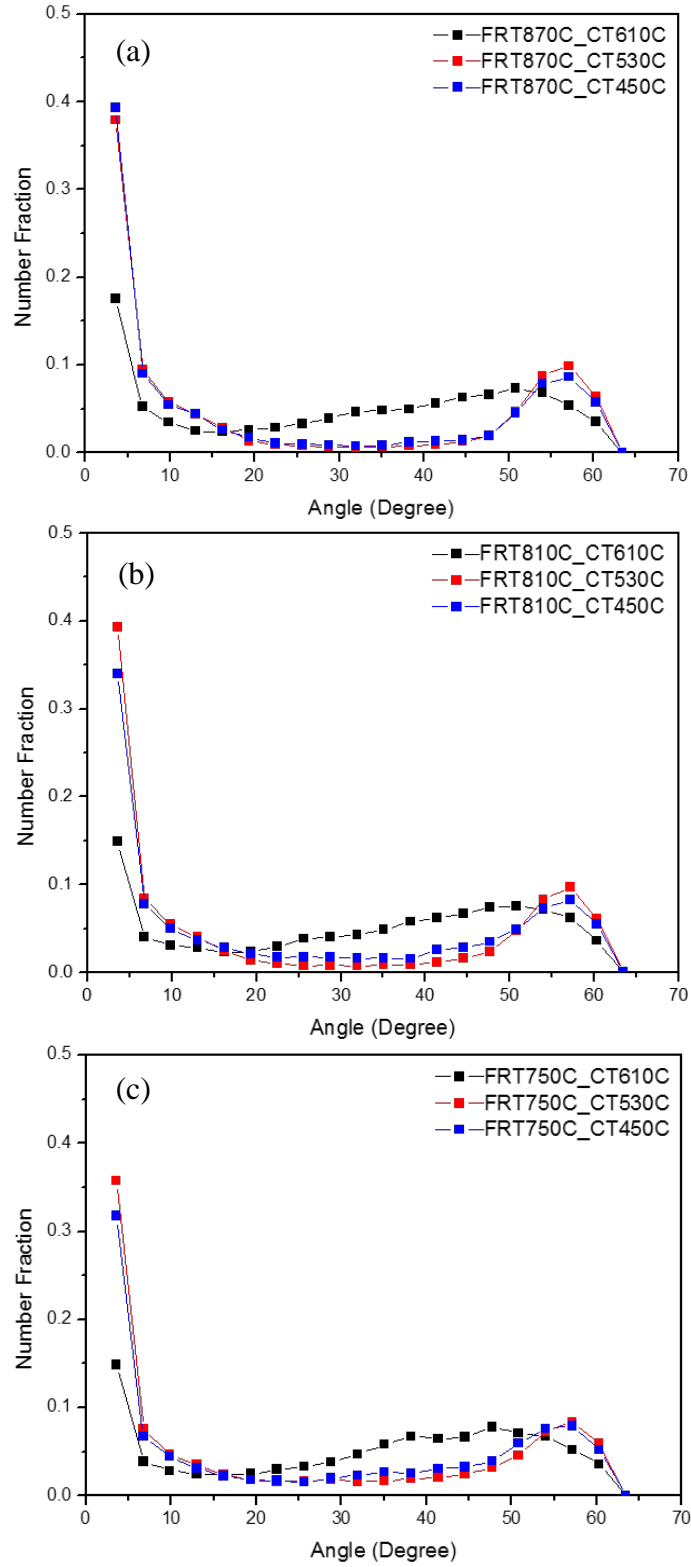 (a)
FRT870C_CT610C
FRT870C_CT530C
FRT870C_CT450C
0.5
0.4
0.3
0.2
0.1
0.0
Number Fraction
0 10 20 30 40 50 60 70
Angle (Degree)
(b)
FRT810C_CT610C
FRT810C_CT530C
FRT810C_CT450C
0.5
0.4
0.3
0.2
0.1
0.0
Number Fraction
0 10 20 30 40 50 60 70
Angle (Degree)
(c)
FRT750C_CT610C
FRT750C_CT530C
FRT750C_CT450C
0.5
0.4
0.3
0.2
0.1
0.0
Number Fraction
0 10 20 30 40 50 60 70
Angle (Degree)